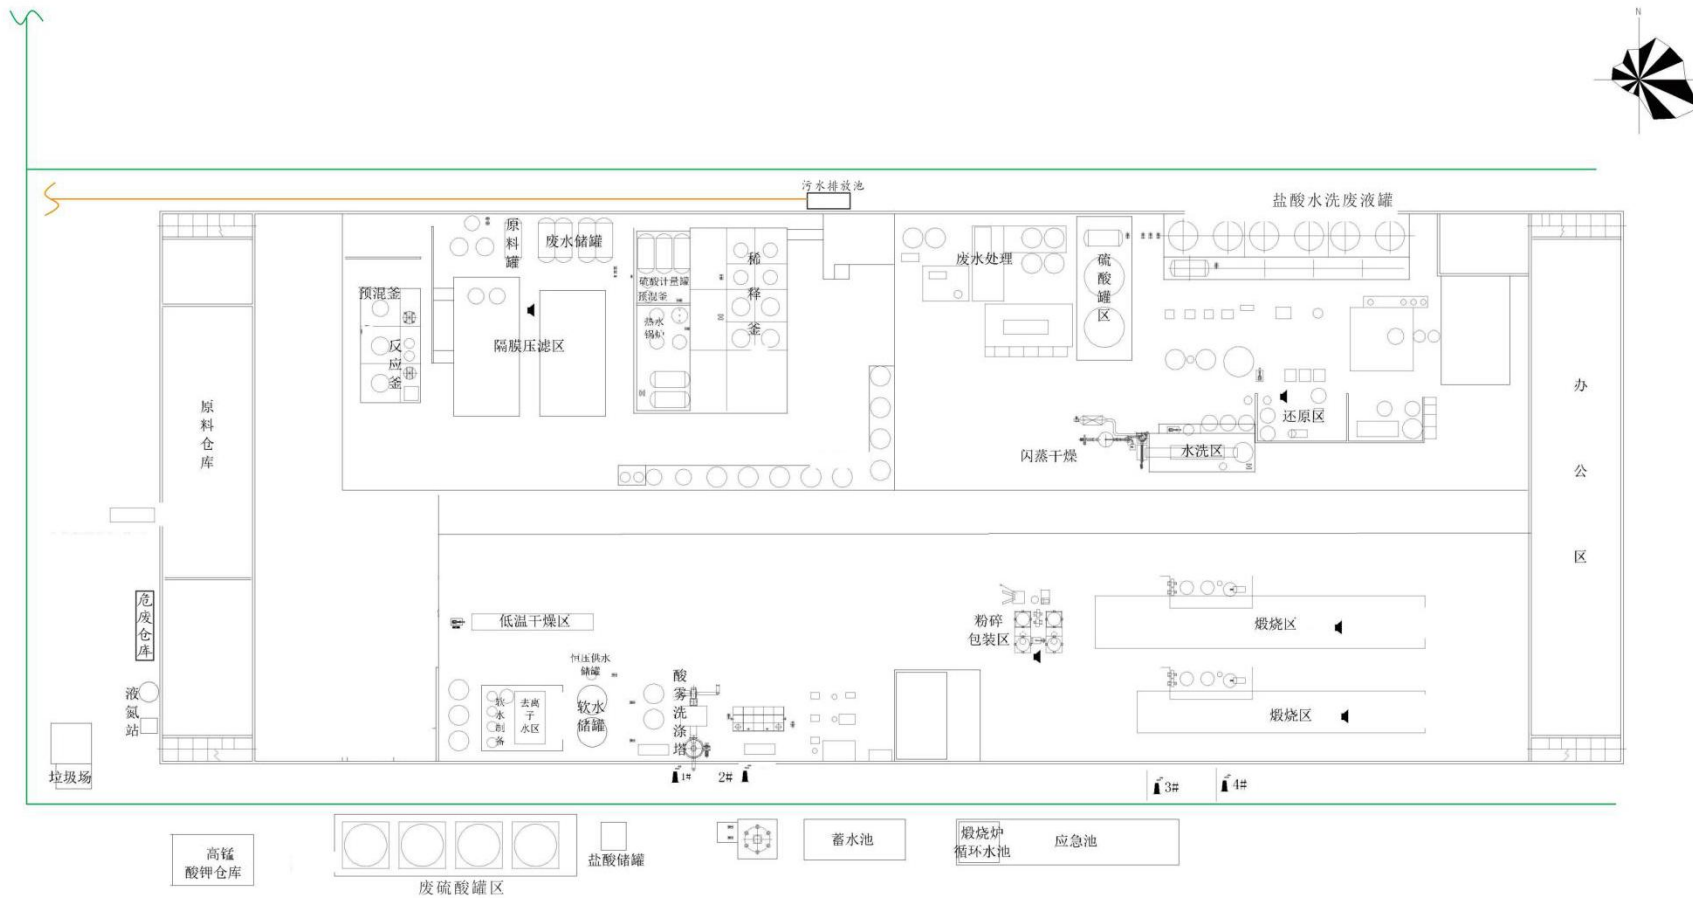 N
污水排放池
盐酸水洗废液罐
原料罐
废水储罐
稀释釜
硫酸计量罐
预混釜
热水
锅炉
预混釜
反应釜
隔膜压滤区
废水处理
硫酸罐区
原料仓库
闪蒸干燥
水洗区
还原区
办公区
危废仓库
液氮站
垃圾场
低温干燥区
恒压供水
储罐
软水制备
去离
子
水区
软水
储罐
酸雾洗涤塔
粉碎
包装区
煅烧区
煅烧区
1#
2#
3#
4#
高锰
酸钾仓库
废硫酸罐区
盐酸储罐
蓄水池
煅烧炉
循环水池
应急池